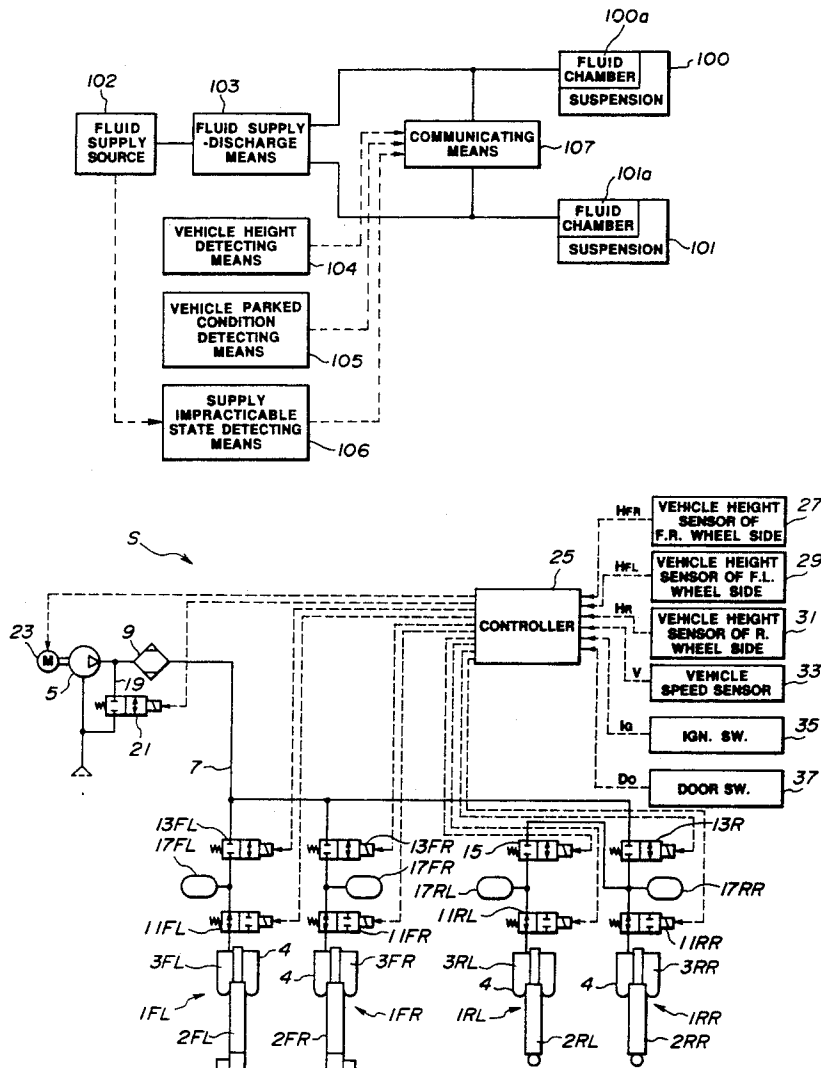 100a
100
FLUID
CHAMBER
SUSPENSION
102
FLUID
SUPPLY
SOURCE
103
FLUID SUPPLY
-DISCHARGE
MEANS
COMMUNICATING
MEANS
107
101a
FLUID
CHAMBER
SUSPENSION
101
VEHICLE HEIGHT
DETECTING
MEANS
104
VEHICLE PARKED
CONDITION
DETECTING
MEANS
105
SUPPLY
IMPRACTICABLE
STATE DETECTING
MEANS
106
S
25
CONTROLLER
HFR
VEHICLE HEIGHT
SENSOR OF
F.R. WHEEL SIDE
27
HFL
VEHICLE HEIGHT
SENSOR OF F.L.
WHEEL SIDE
29
HR
VEHICLE HEIGHT
SENSOR OF R.
WHEEL SIDE
31
V
VEHICLE
SPEED SENSOR
33
IG
IGN. SW.
35
DO
DOOR SW.
37
23
M
5
9
19
21
7
13FL
13FR
15
13R
17FL
17FR
17RL
17RR
11FL
11FR
11RL
11RR
3FL
4
4
3FR
3RL
4
4
3RR
1FL
1FR
1RL
1RR
2FL
2FR
2RL
2RR